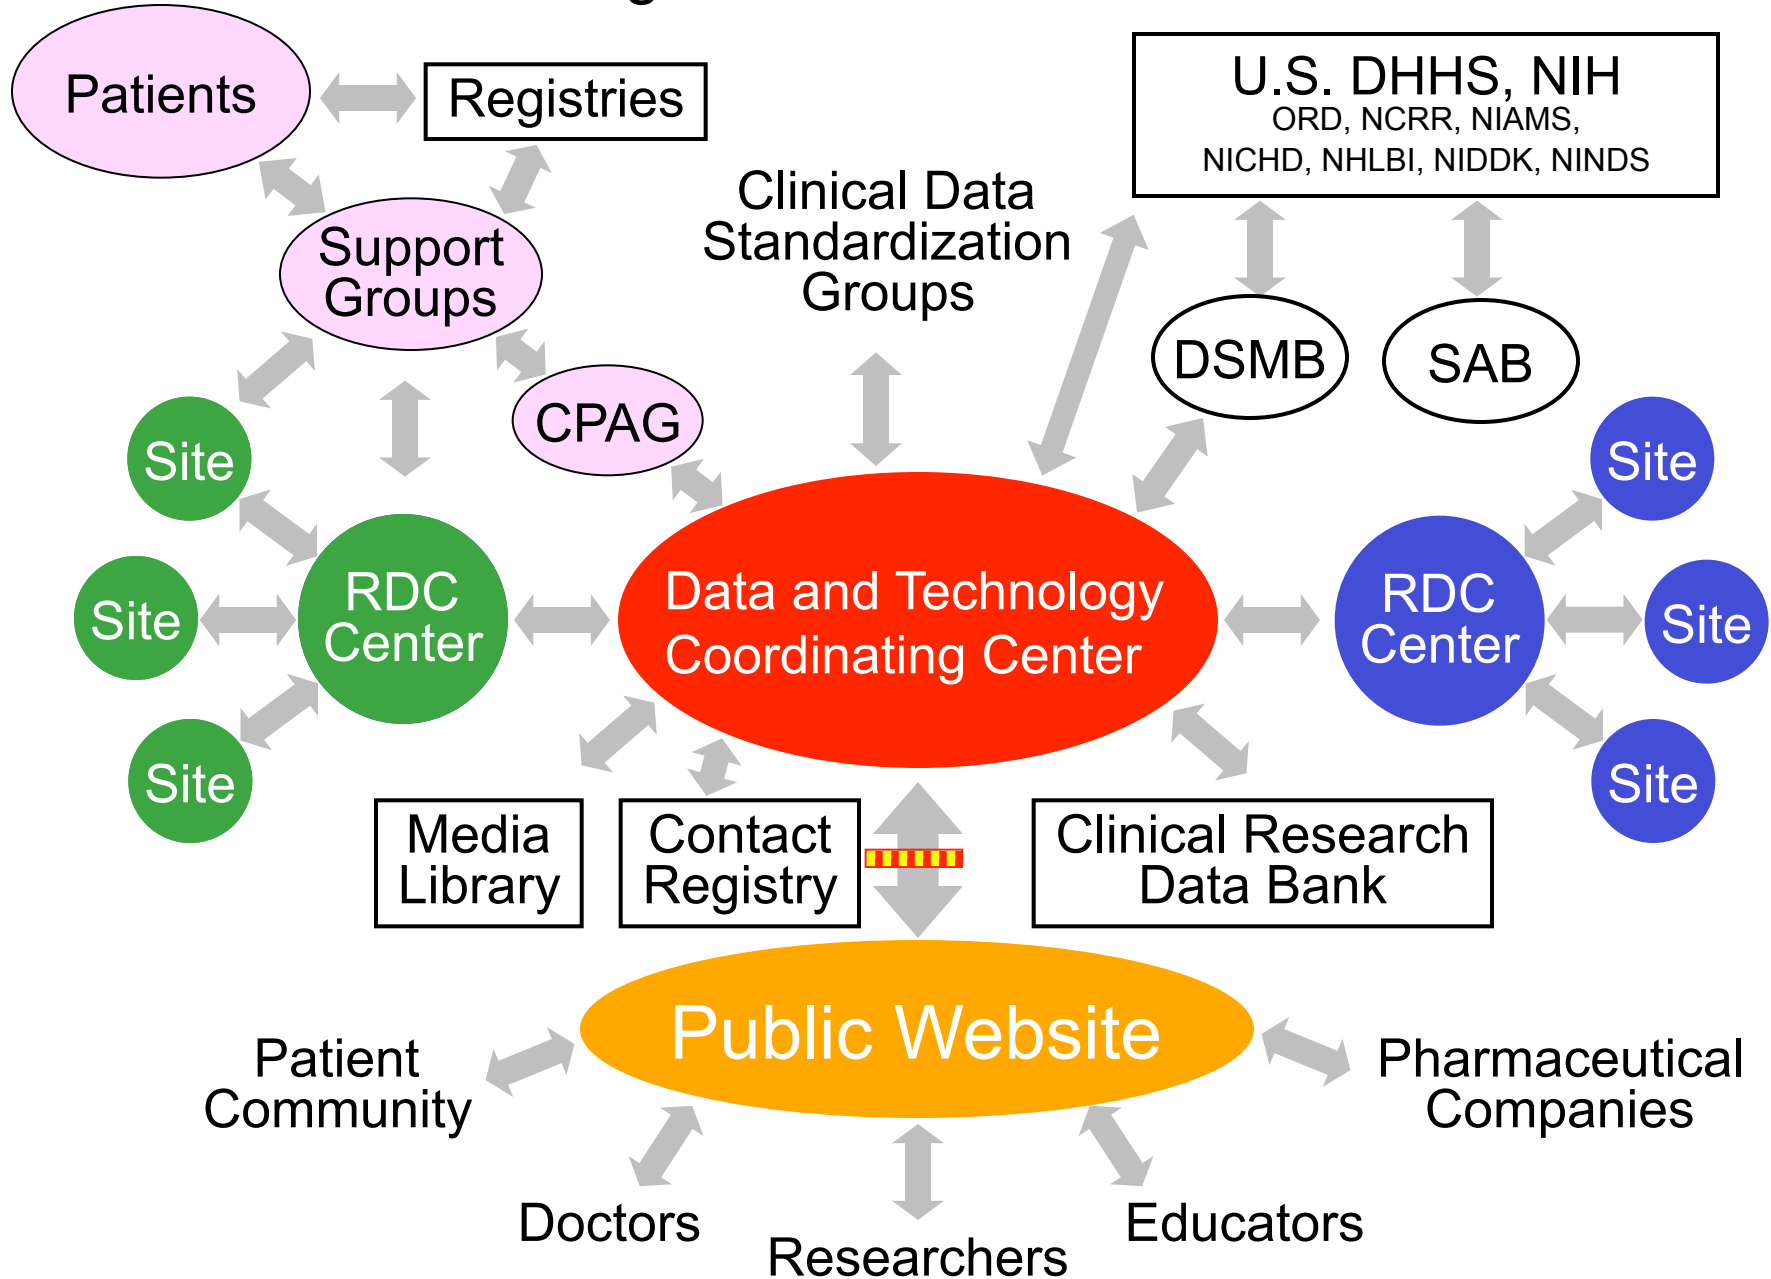 Patients
Registries
U.S. DHHS, NIH
ORD, NCRR, NIAMS,
NICHD, NHLBI, NIDDK, NINDS
Clinical Data
Standardization
Groups
Support
Groups
DSMB
SAB
CPAG
Site
Site
RDC
Center
Data and Technology
Coordinating Center
RDC
Center
Site
Site
Site
Site
Media
Library
Contact
Registry
Clinical Research
Data Bank
Public Website
Patient
Community
Pharmaceutical
Companies
Doctors
Researchers
Educators